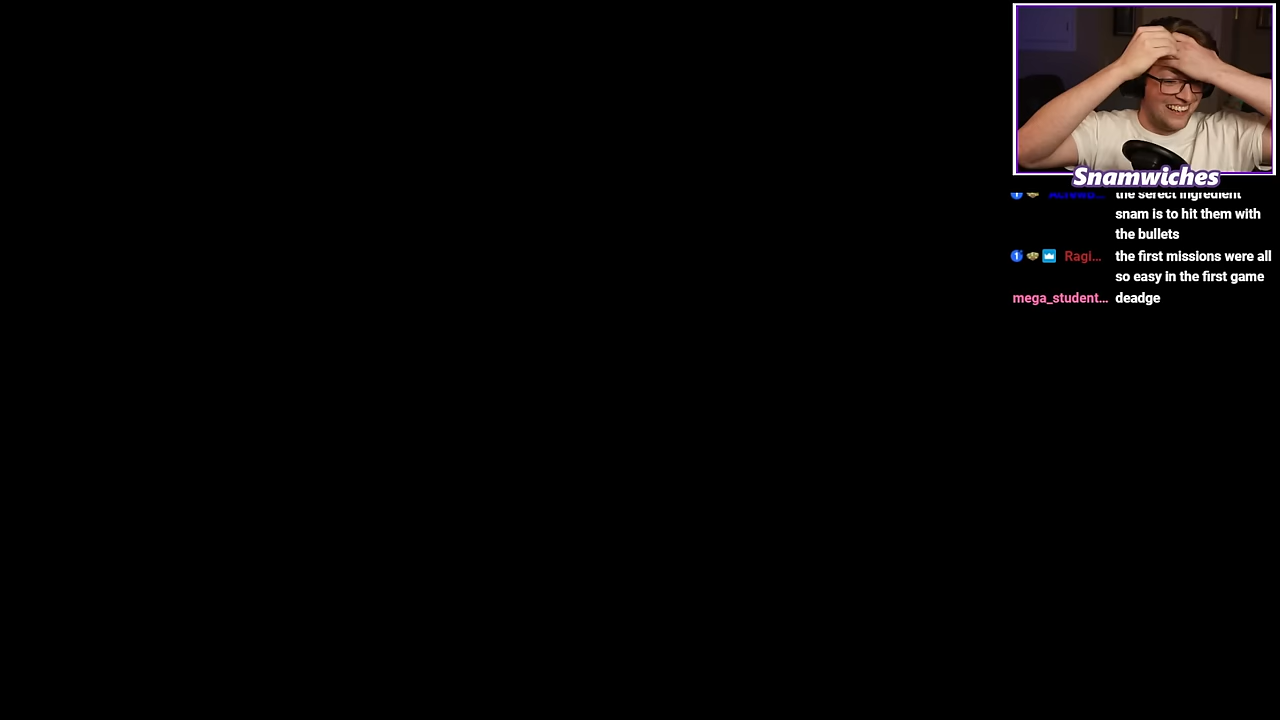 Snamwiches
the serect ingredient
snam is to hit them with
the bullets
Ragi... the first missions were all
so easy in the first game
mega_student... deadge